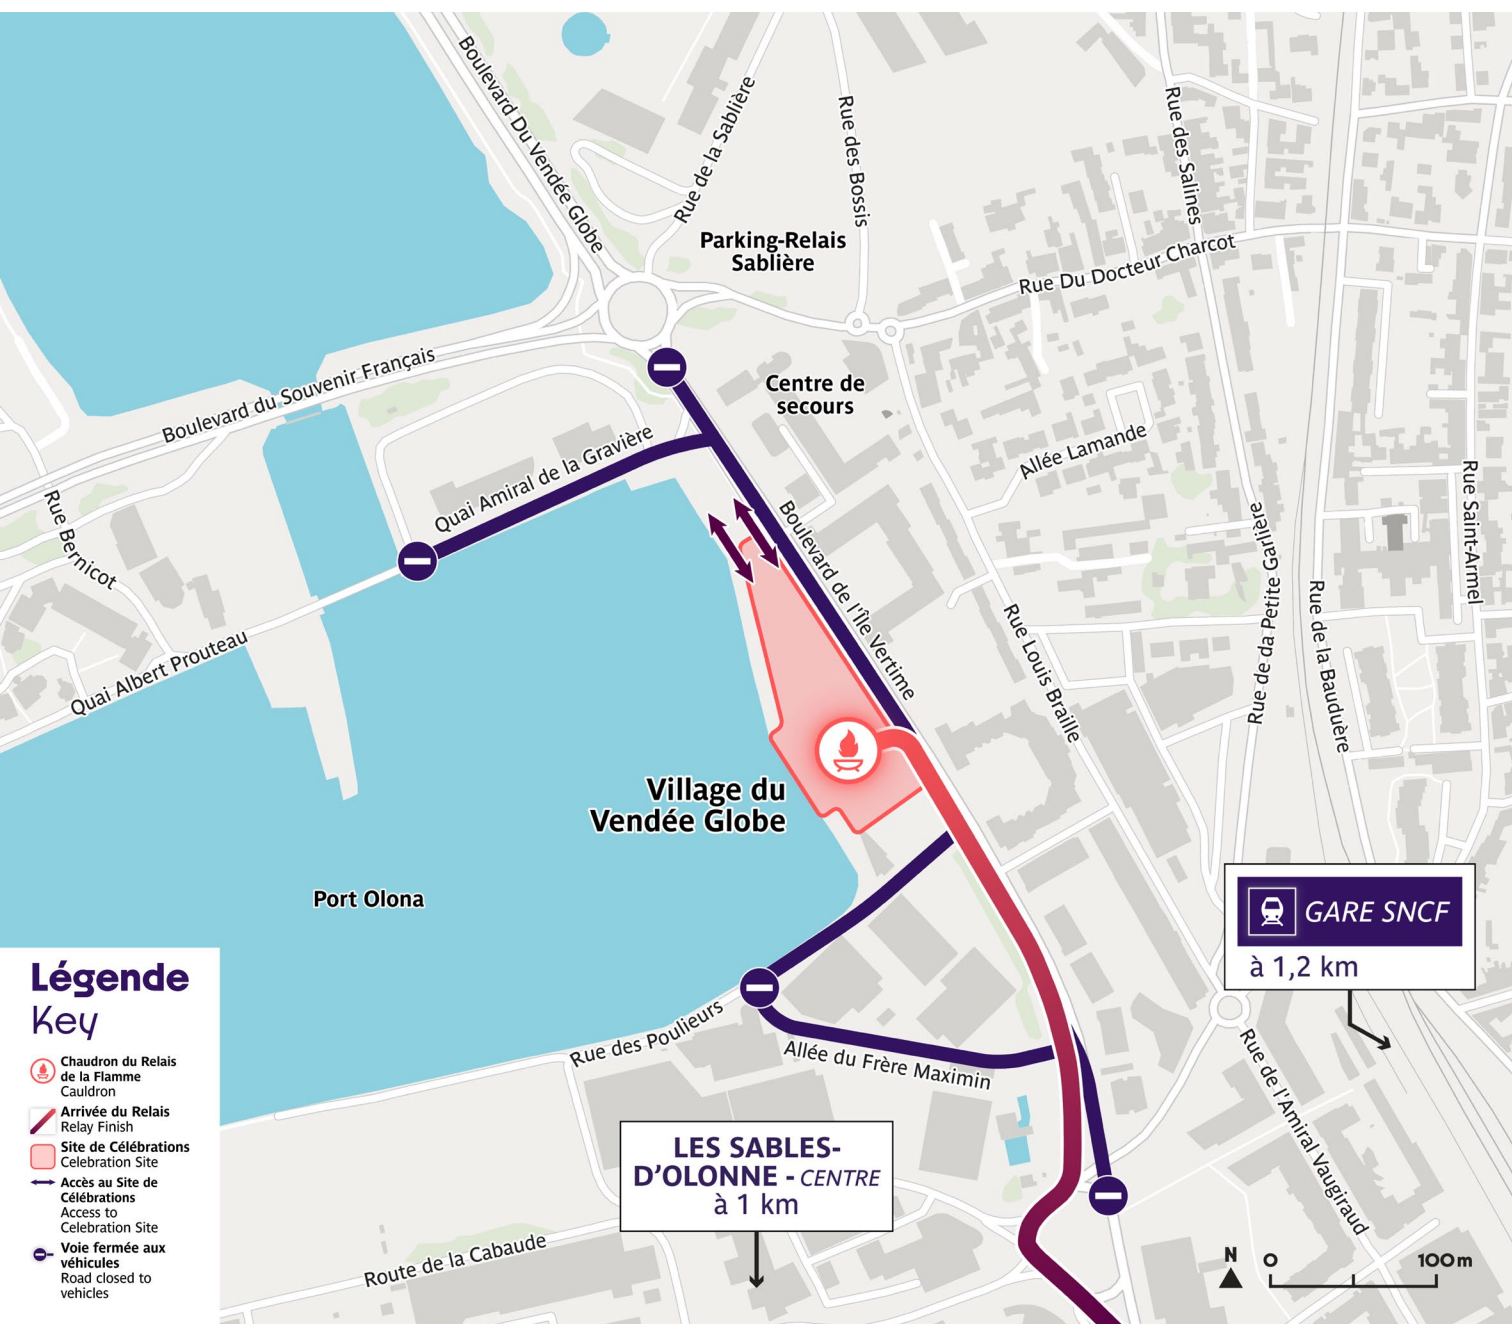 Boulevard Du Vendée Globe
Rue de la Sablière
Rue des Bossis
Rue des Salines
Parking-Relais
Sablière
Rue Du Docteur Charcot
Boulevard du Souvenir Français
Centre de
secours
Allée Lamande
Quai Amiral de la Gravière
Rue Bernicot
Boulevard de l'Île Vertime
Rue Saint-Armel
Rue de da Petite Garlière
Rue de la Bauduère
Rue Louis Braille
Quai Albert Prouteau
Village du
Vendée Globe
Port Olona
GARE SNCF
à 1,2 km
Rue des Poulieurs
Allée du Frère Maximin
Rue de l'Amiral Vaugiraud
LES SABLES-
D'OLONNE - CENTRE
à 1 km
Route de la Cabaude
N
0
100m
Légende
Key
Chaudron du Relais
de la Flamme
Cauldron
Arrivée du Relais
Relay Finish
Site de Célébrations
Celebration Site
Accès au Site de
Célébrations
Access to
Celebration Site
Voie fermée aux
véhicules
Road closed to
vehicles